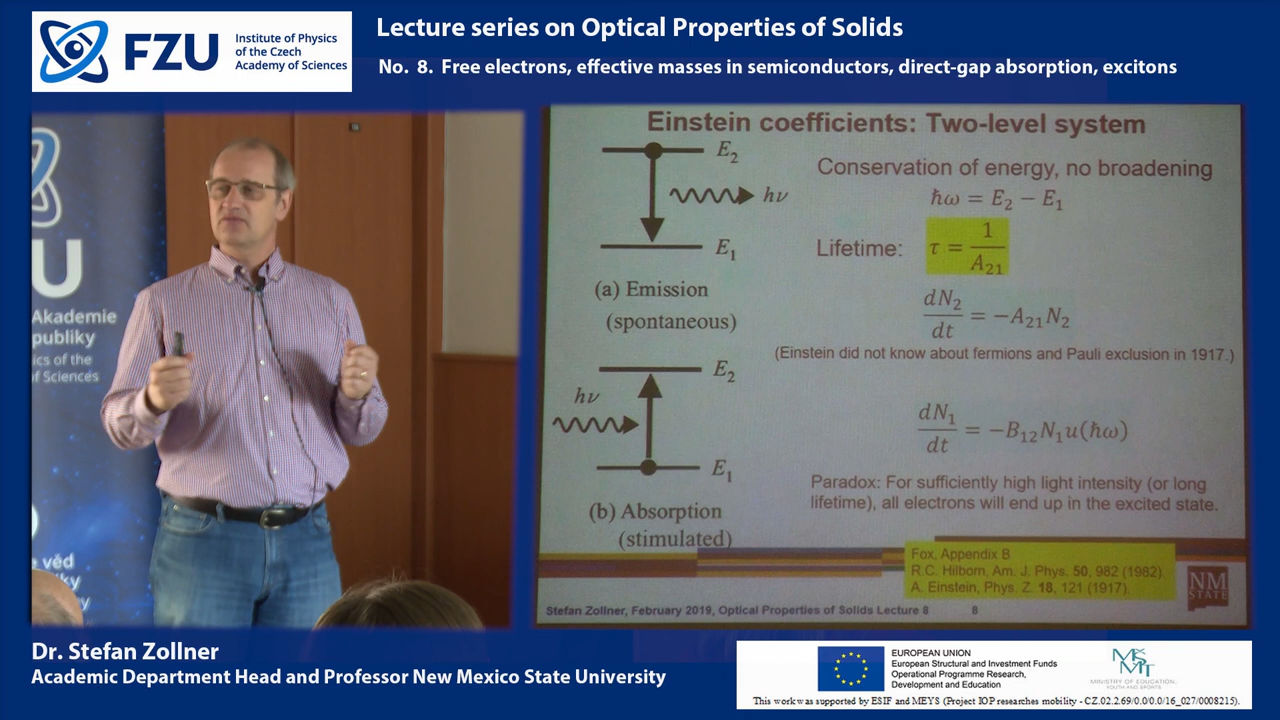 FZU
Institute of Physics
of the Czech
Academy of Sciences
Lecture series on Optical Properties of Solids
No. 8. Free electrons, effective masses in semiconductors, direct-gap absorption, excitons
U
Akademie
publiky
ics of the
of Sciences
věd
Einstein coefficients: Two-level system
E₂
hν
E₁
(a) Emission
(spontaneous)
Conservation of energy, no broadening
ħω = E₂ − E₁
Lifetime: τ = 1/A₂₁
dN₂/dt = −A₂₁N₂
(Einstein did not know about fermions and Pauli exclusion in 1917.)
E₂
hν
E₁
(b) Absorption
(stimulated)
dN₁/dt = −B₁₂N₁u(ħω)
Paradox: For sufficiently high light intensity (or long
lifetime), all electrons will end up in the excited state.
Fox, Appendix B
R.C. Hilborn, Am. J. Phys. 50, 982 (1982).
A. Einstein, Phys. Z. 18, 121 (1917).
NM
STATE
Stefan Zollner, February 2019, Optical Properties of Solids Lecture 8 8
Dr. Stefan Zollner
Academic Department Head and Professor New Mexico State University
EUROPEAN UNION
European Structural and Investment Funds
Operational Programme Research,
Development and Education
MINISTRY OF EDUCATION,
YOUTH AND SPORTS
This work was supported by ESIF and MEYS (Project IOP researches mobility - CZ.02.2.69/0.0/0.0/16_027/0008215).